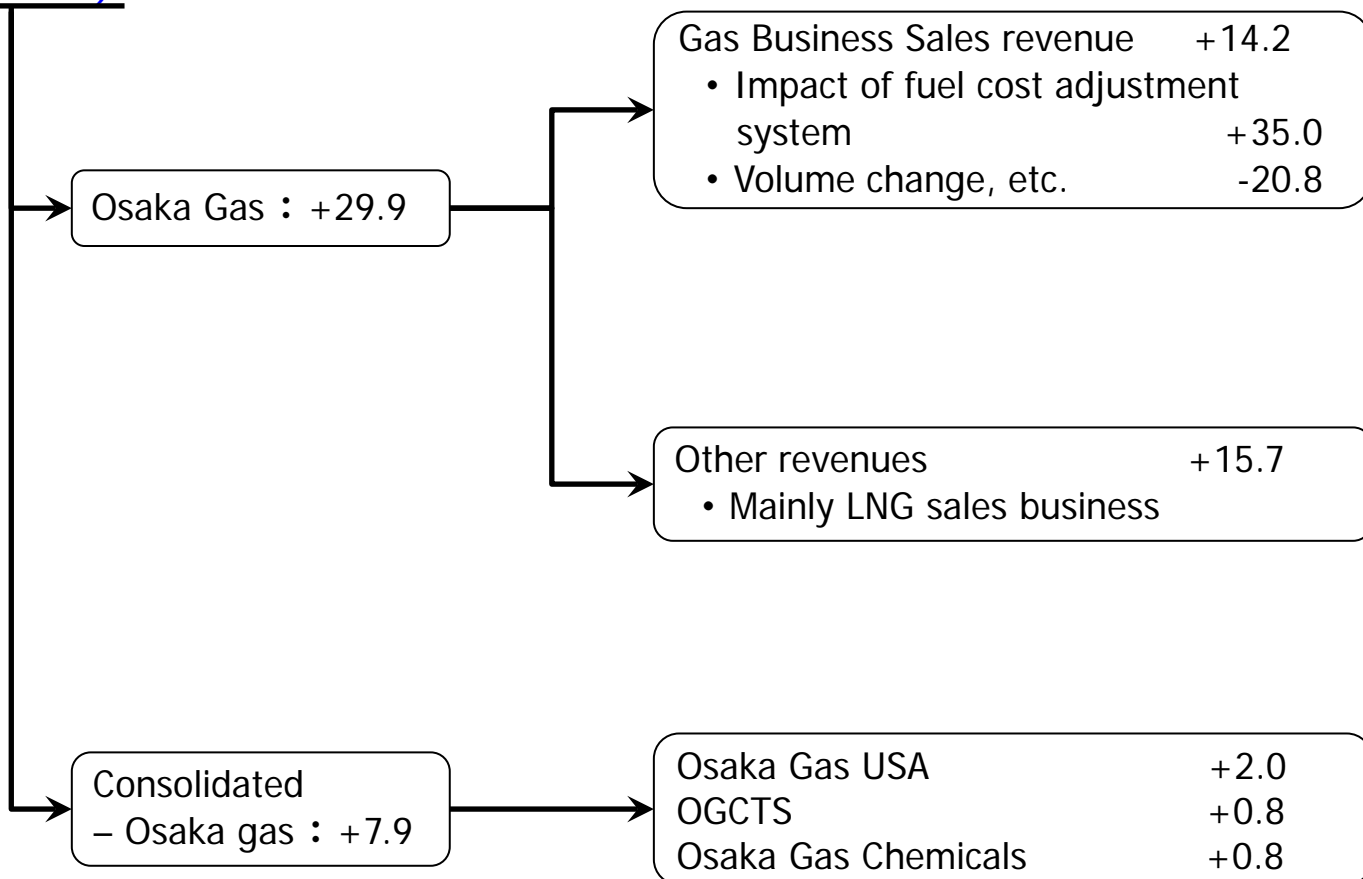 Gas Business Sales revenue +14.2
• Impact of fuel cost adjustment
system +35.0
• Volume change, etc. -20.8
Osaka Gas : +29.9
Other revenues +15.7
• Mainly LNG sales business
Consolidated
– Osaka gas : +7.9
Osaka Gas USA +2.0
OGCTS +0.8
Osaka Gas Chemicals +0.8